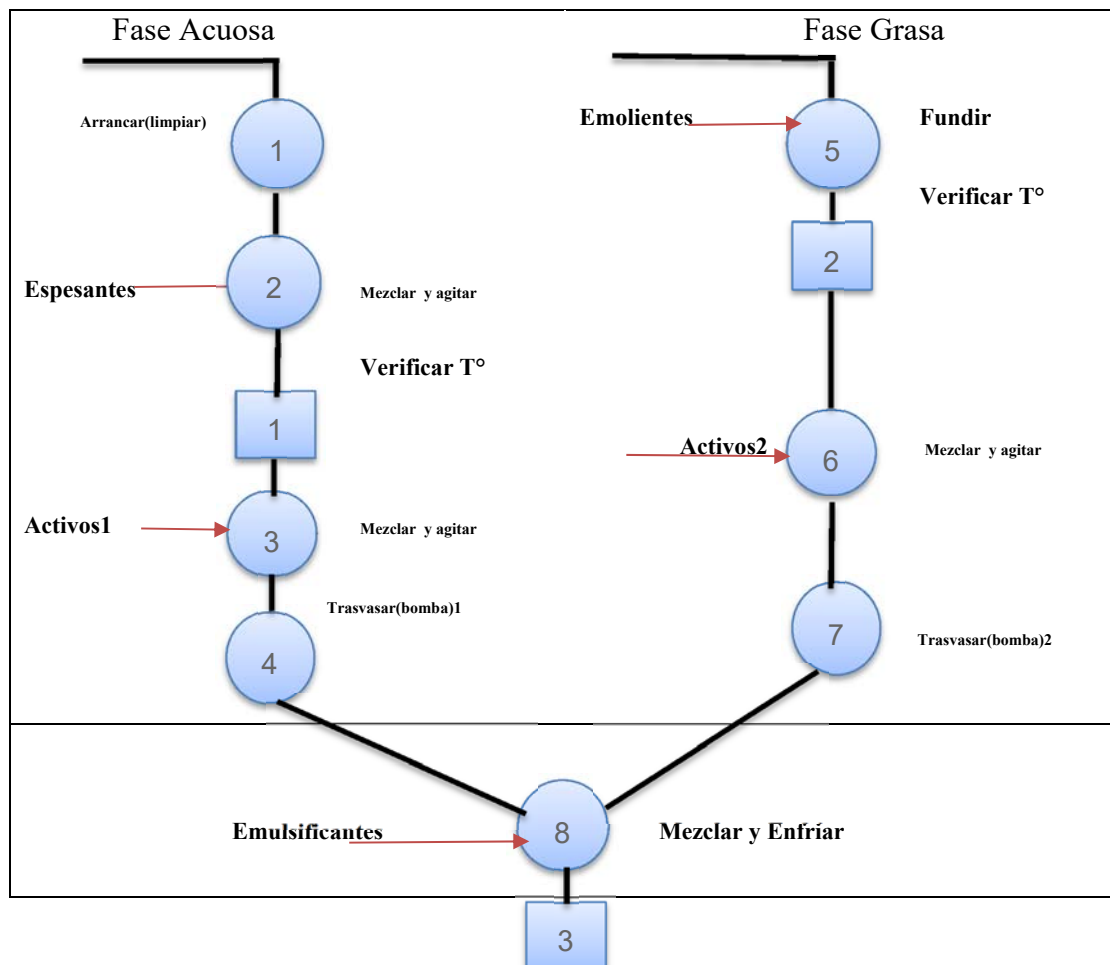 Fase Acuosa
Arrancar(limpiar)
1
Espesantes
2
Mezclar y agitar
Verificar T°
1
Activos1
3
Mezclar y agitar
Trasvasar(bomba)1
4
Fase Grasa
Emolientes
5
Fundir
Verificar T°
2
Activos2
6
Mezclar y agitar
7
Trasvasar(bomba)2
Emulsificantes
8
Mezclar y Enfríar
3